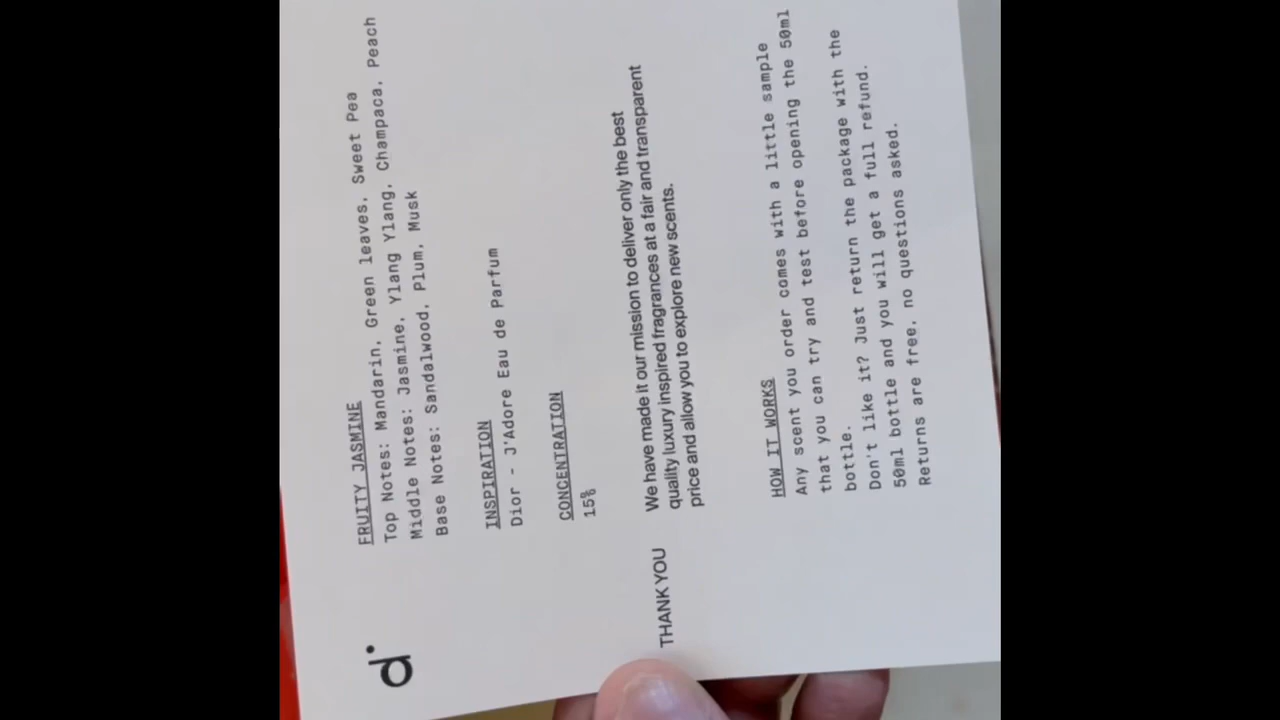 d·
FRUITY JASMINE
Top Notes: Mandarin, Green leaves, Sweet Pea
Middle Notes: Jasmine, Ylang Ylang, Champaca, Peach
Base Notes: Sandalwood, Plum, Musk
INSPIRATION
Dior - J'Adore Eau de Parfum
CONCENTRATION
15%
THANK YOU
We have made it our mission to deliver only the best
quality luxury inspired fragrances at a fair and transparent
price and allow you to explore new scents.
HOW IT WORKS
Any scent you order comes with a little sample
that you can try and test before opening the 50ml
bottle.
Don't like it? Just return the package with the
50ml bottle and you will get a full refund.
Returns are free, no questions asked.